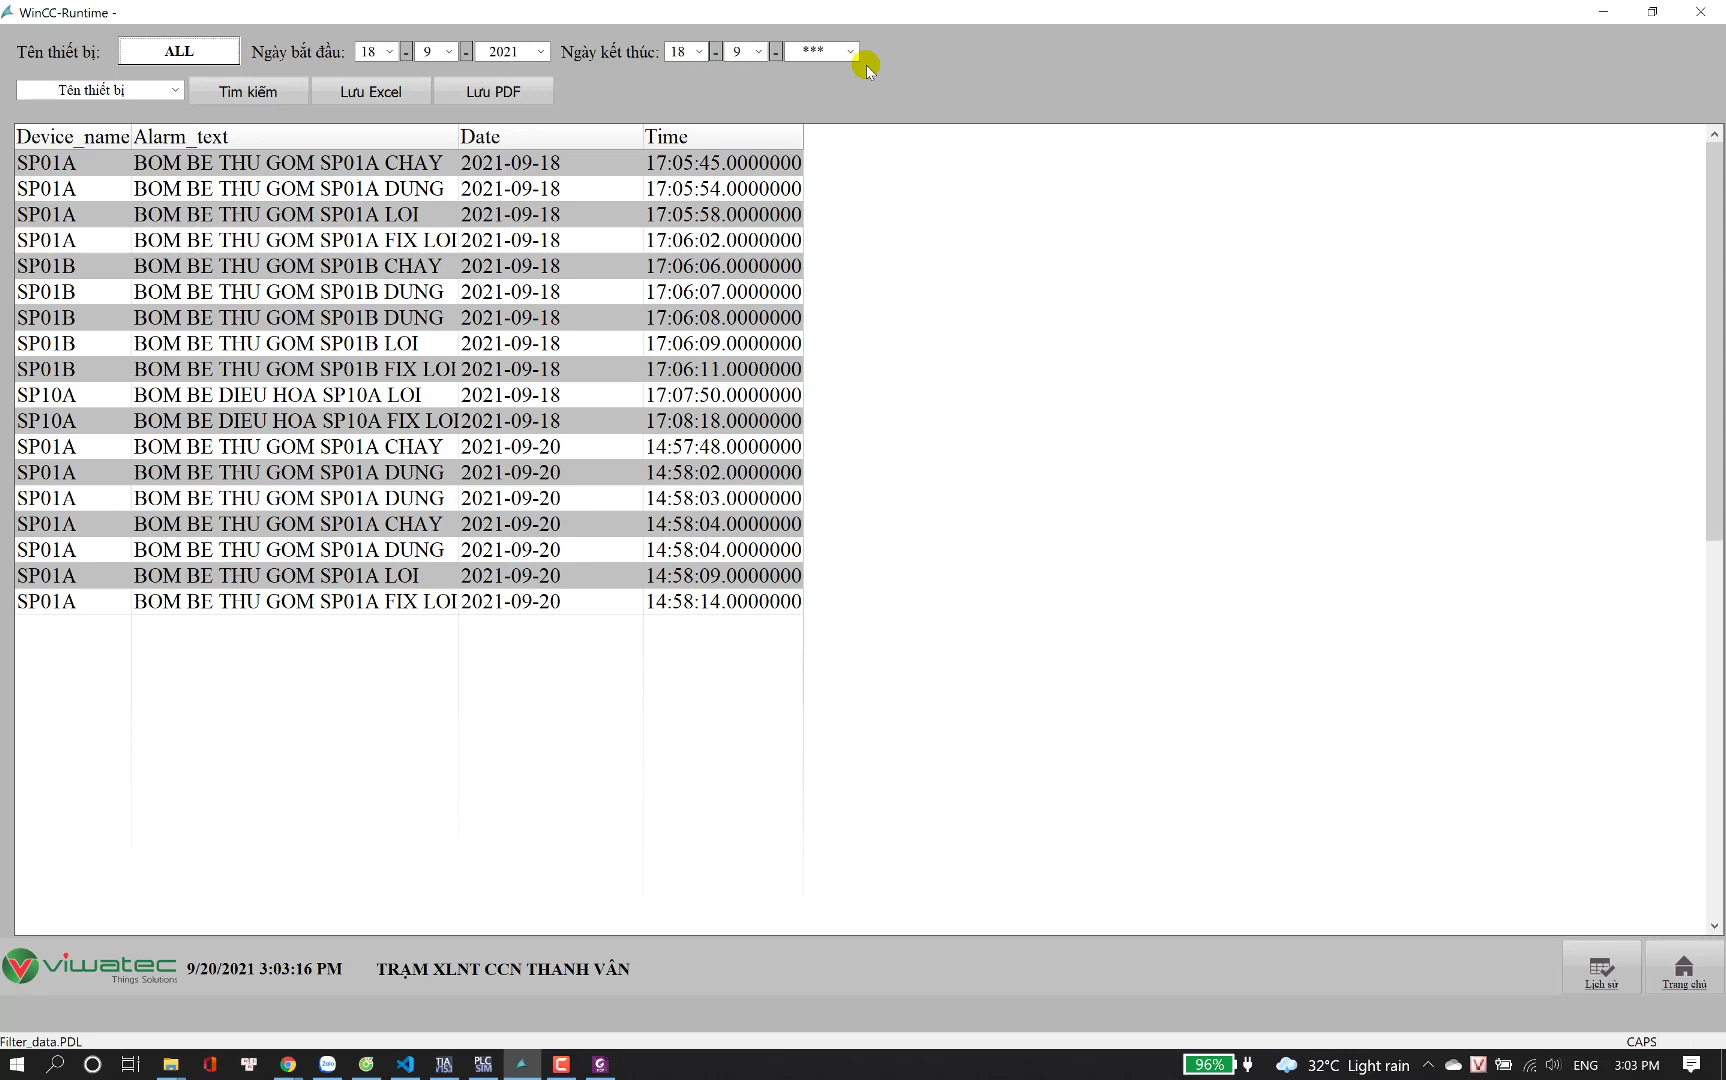 WinCC-Runtime -
Tên thiết bị: ALL Ngày bắt đầu: 18 - 9 - 2021 Ngày kết thúc: 18 - 9 - ***
Tên thiết bị Tìm kiếm Lưu Excel Lưu PDF
Device_name Alarm_text Date Time
SP01A BOM BE THU GOM SP01A CHAY 2021-09-18 17:05:45.0000000
SP01A BOM BE THU GOM SP01A DUNG 2021-09-18 17:05:54.0000000
SP01A BOM BE THU GOM SP01A LOI 2021-09-18 17:05:58.0000000
SP01A BOM BE THU GOM SP01A FIX LOI 2021-09-18 17:06:02.0000000
SP01B BOM BE THU GOM SP01B CHAY 2021-09-18 17:06:06.0000000
SP01B BOM BE THU GOM SP01B DUNG 2021-09-18 17:06:07.0000000
SP01B BOM BE THU GOM SP01B DUNG 2021-09-18 17:06:08.0000000
SP01B BOM BE THU GOM SP01B LOI 2021-09-18 17:06:09.0000000
SP01B BOM BE THU GOM SP01B FIX LOI 2021-09-18 17:06:11.0000000
SP10A BOM BE DIEU HOA SP10A LOI 2021-09-18 17:07:50.0000000
SP10A BOM BE DIEU HOA SP10A FIX LOI 2021-09-18 17:08:18.0000000
SP01A BOM BE THU GOM SP01A CHAY 2021-09-20 14:57:48.0000000
SP01A BOM BE THU GOM SP01A DUNG 2021-09-20 14:58:02.0000000
SP01A BOM BE THU GOM SP01A DUNG 2021-09-20 14:58:03.0000000
SP01A BOM BE THU GOM SP01A CHAY 2021-09-20 14:58:04.0000000
SP01A BOM BE THU GOM SP01A DUNG 2021-09-20 14:58:04.0000000
SP01A BOM BE THU GOM SP01A LOI 2021-09-20 14:58:09.0000000
SP01A BOM BE THU GOM SP01A FIX LOI 2021-09-20 14:58:14.0000000
viwatec Things Solutions 9/20/2021 3:03:16 PM TRẠM XLNT CCN THANH VÂN
Lịch sử Trang chủ
Filter_data.PDL CAPS
Zalo TIA PLC SIM 96% 32°C Light rain ENG 3:03 PM